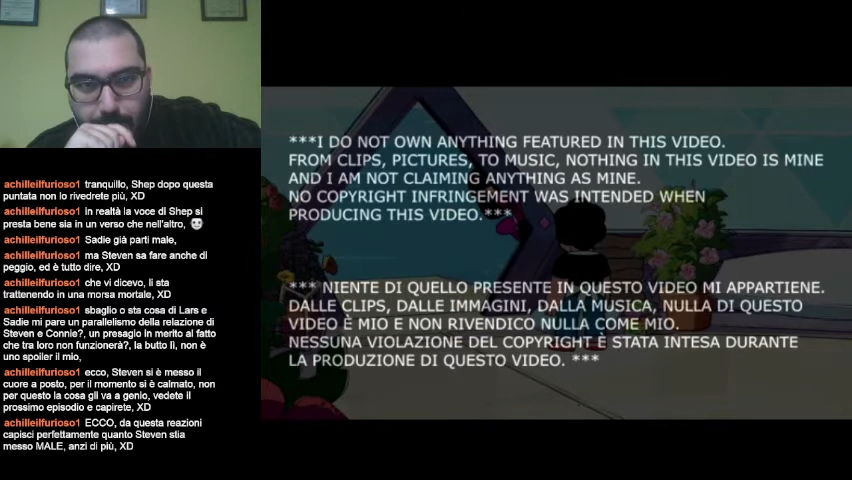 achilleilfurioso1 tranquillo, Shep dopo questa
puntata non lo rivedrete più, XD
achilleilfurioso1 in realtà la voce di Shep si
presta bene sia in un verso che nell'altro,
achilleilfurioso1 Sadie già parti male,
achilleilfurioso1 ma Steven sa fare anche di
peggio, ed è tutto dire, XD
achilleilfurioso1 che vi dicevo, li sta
trattenendo in una morsa mortale, XD
achilleilfurioso1 sbaglio o sta cosa di Lars e
Sadie mi pare un parallelismo della relazione di
Steven e Connie?, un presagio in merito al fatto
che tra loro non funzionerà?, la butto lì, non è
uno spoiler il mio,
achilleilfurioso1 ecco, Steven si è messo il
cuore a posto, per il momento si è calmato, non
per questo la cosa gli va a genio, vedete il
prossimo episodio e capirete, XD
achilleilfurioso1 ECCO, da questa reazioni
capisci perfettamente quanto Steven stia
messo MALE, anzi di più, XD
***I DO NOT OWN ANYTHING FEATURED IN THIS VIDEO.
FROM CLIPS, PICTURES, TO MUSIC, NOTHING IN THIS VIDEO IS MINE
AND I AM NOT CLAIMING ANYTHING AS MINE.
NO COPYRIGHT INFRINGEMENT WAS INTENDED WHEN
PRODUCING THIS VIDEO.***
*** NIENTE DI QUELLO PRESENTE IN QUESTO VIDEO MI APPARTIENE.
DALLE CLIPS, DALLE IMMAGINI, DALLA MUSICA, NULLA DI QUESTO
VIDEO È MIO E NON RIVENDICO NULLA COME MIO.
NESSUNA VIOLAZIONE DEL COPYRIGHT È STATA INTESA DURANTE
LA PRODUZIONE DI QUESTO VIDEO. ***